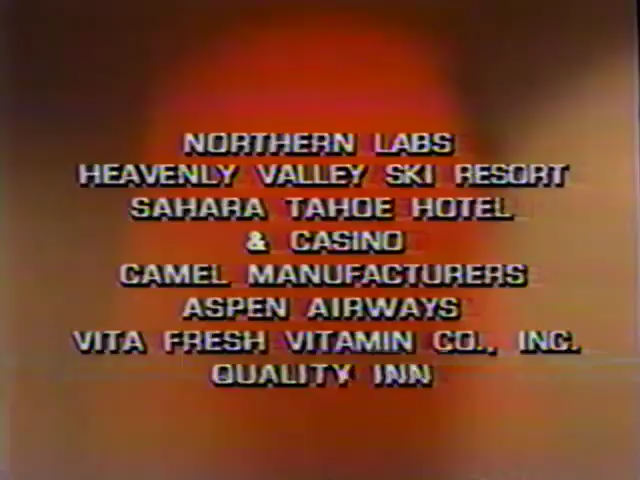 NORTHERN LABS
HEAVENLY VALLEY SKI RESORT
SAHARA TAHOE HOTEL
& CASINO
CAMEL MANUFACTURERS
ASPEN AIRWAYS
VITA FRESH VITAMIN CO., INC.
QUALITY INN